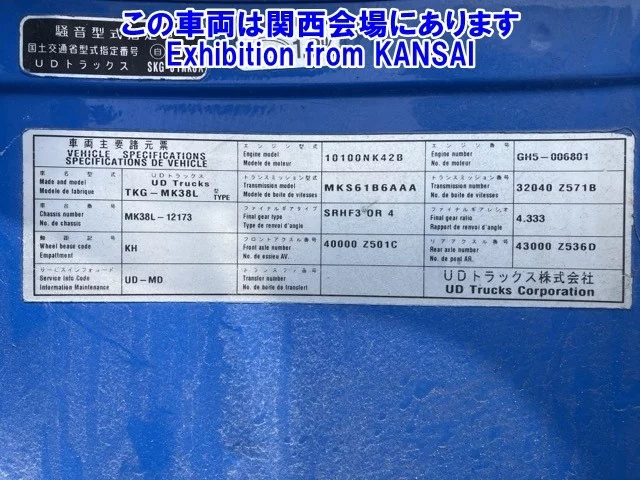 この車両は関西会場にあります
Exhibition from KANSAI
騒音型式指定
国土交通省型式指定番号 自
UDトラックス
車両主要諸元票
VEHICLE SPECIFICATIONS
SPECIFICATIONS DE VEHICLE
エンジン型式
Engine model
Modele de moteur
10100NK42B
エンジン番号
Engine number
No. de moteur
GH5-006801
車名型式
Made and model
Modele de fabrique
UDトラックス
UD Trucks
TKG-MK38L 型 TYPE
トランスミッション型式
Transmission model
Modele de boite de vitesses
MKS61B6AAA
トランスミッション番号
Transmission number
No. de boite de vitesses
32040 Z571B
車台番号
Chassis number
No. de chassis
MK38L-12173
ファイナルギアタイプ
Final gear type
Type de renvoi d'angle
SRHF3 OR 4
ファイナルギアレシオ
Final gear ratio
Rapport de renvoi d'angle
4.333
軸距記号
Wheel bease code
Empattment
KH
フロントアクスル番号
Front axle number
No. de essieu AV.
40000 Z501C
リアアクスル番号
Rear axle number
No. de pont AR.
43000 Z536D
サービスインフォコード
Service Info Code
Information Maintenance
UD-MD
トランスファ番号
Transfer number
No. de boite de transfert
UDトラックス株式会社
UD Trucks Corporation